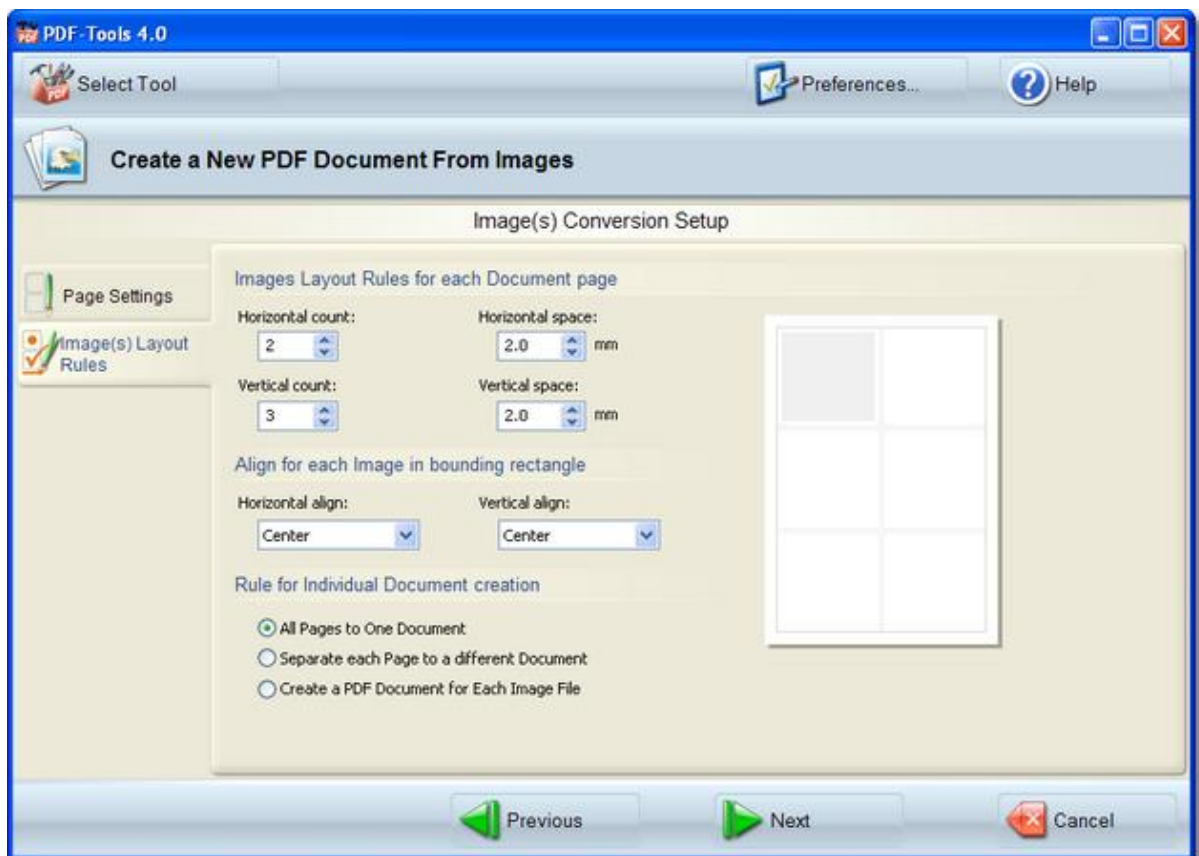 PDF-Tools 4.0
Select Tool
Preferences...
Help
Create a New PDF Document From Images
Image(s) Conversion Setup
Page Settings
Image(s) Layout
Rules
Images Layout Rules for each Document page
Horizontal count:
Horizontal space:
2
2.0
mm
Vertical count:
Vertical space:
3
2.0
mm
Align for each Image in bounding rectangle
Horizontal align:
Vertical align:
Center
Center
Rule for Individual Document creation
All Pages to One Document
Separate each Page to a different Document
Create a PDF Document for Each Image File
Previous
Next
Cancel